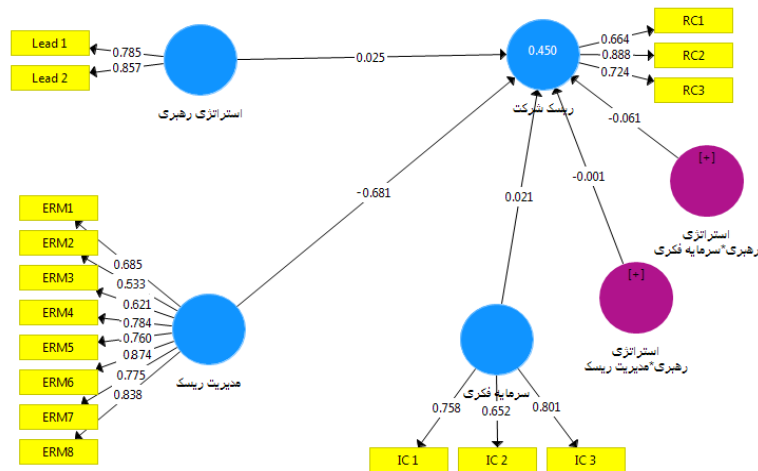 Lead 1
Lead 2
0.785
0.857
استراتژی رهبری
0.025
0.450
ریسک شرکت
0.664
0.888
0.724
RC1
RC2
RC3
-0.061
[+]
استراتژی
رهبری*سرمایه فکری
-0.001
[+]
استراتژی
رهبری*مدیریت ریسک
-0.681
0.021
ERM1
ERM2
ERM3
ERM4
ERM5
ERM6
ERM7
ERM8
0.685
0.533
0.621
0.784
0.760
0.874
0.775
0.838
مدیریت ریسک
سرمایه فکری
0.758
0.652
0.801
IC 1
IC 2
IC 3